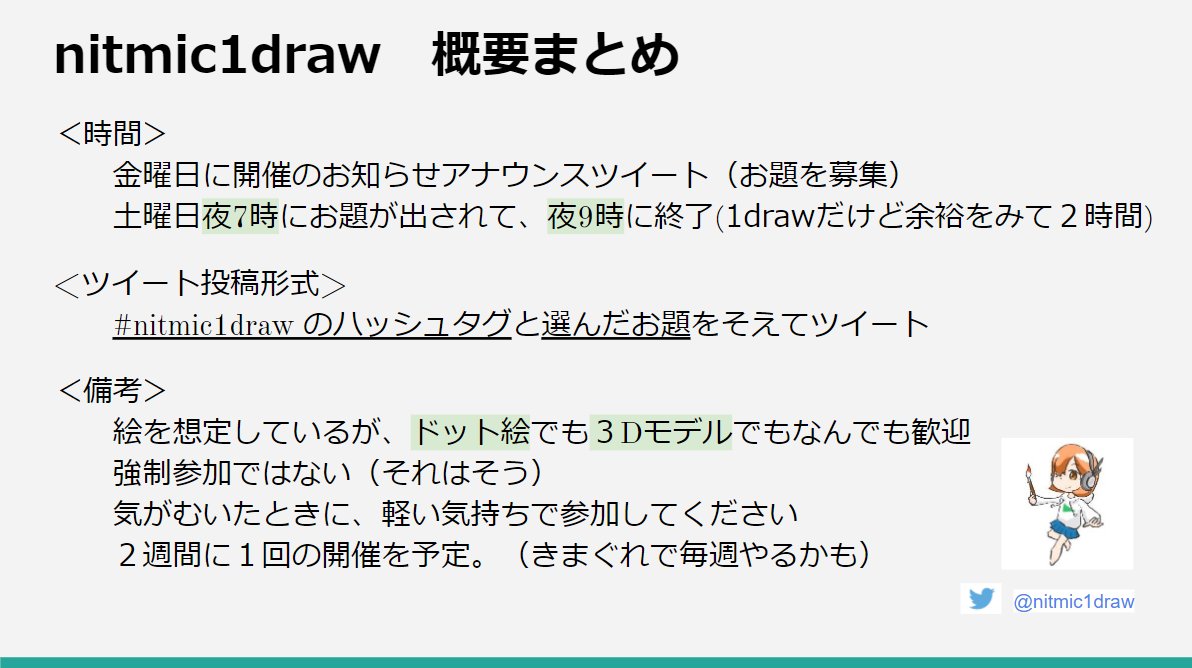 nitmic1draw　概要まとめ
＜時間＞
金曜日に開催のお知らせアナウンスツイート（お題を募集）
土曜日夜7時にお題が出されて、夜9時に終了(1drawだけど余裕をみて２時間)
<ツイート投稿形式>
#nitmic1draw のハッシュタグと選んだお題をそえてツイート
＜備考＞
絵を想定しているが、ドット絵でも３Dモデルでもなんでも歓迎
強制参加ではない（それはそう）
気がむいたときに、軽い気持ちで参加してください
２週間に１回の開催を予定。（きまぐれで毎週やるかも）
@nitmic1draw